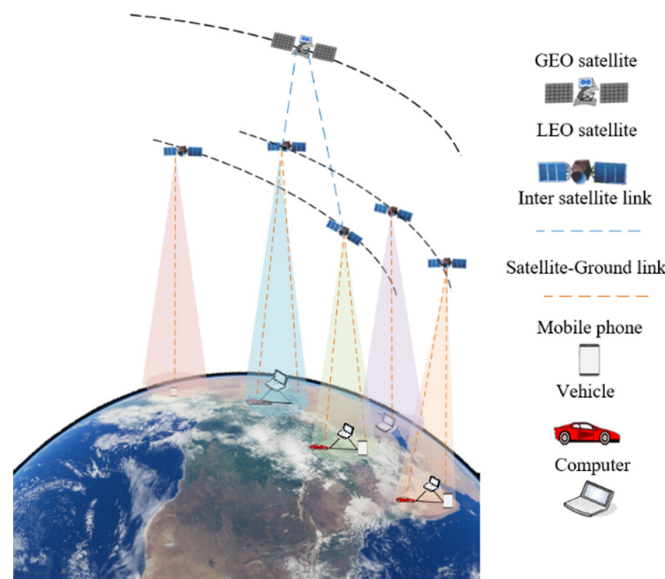 GEO satellite
LEO satellite
Inter satellite link
Satellite-Ground link
Mobile phone
Vehicle
Computer